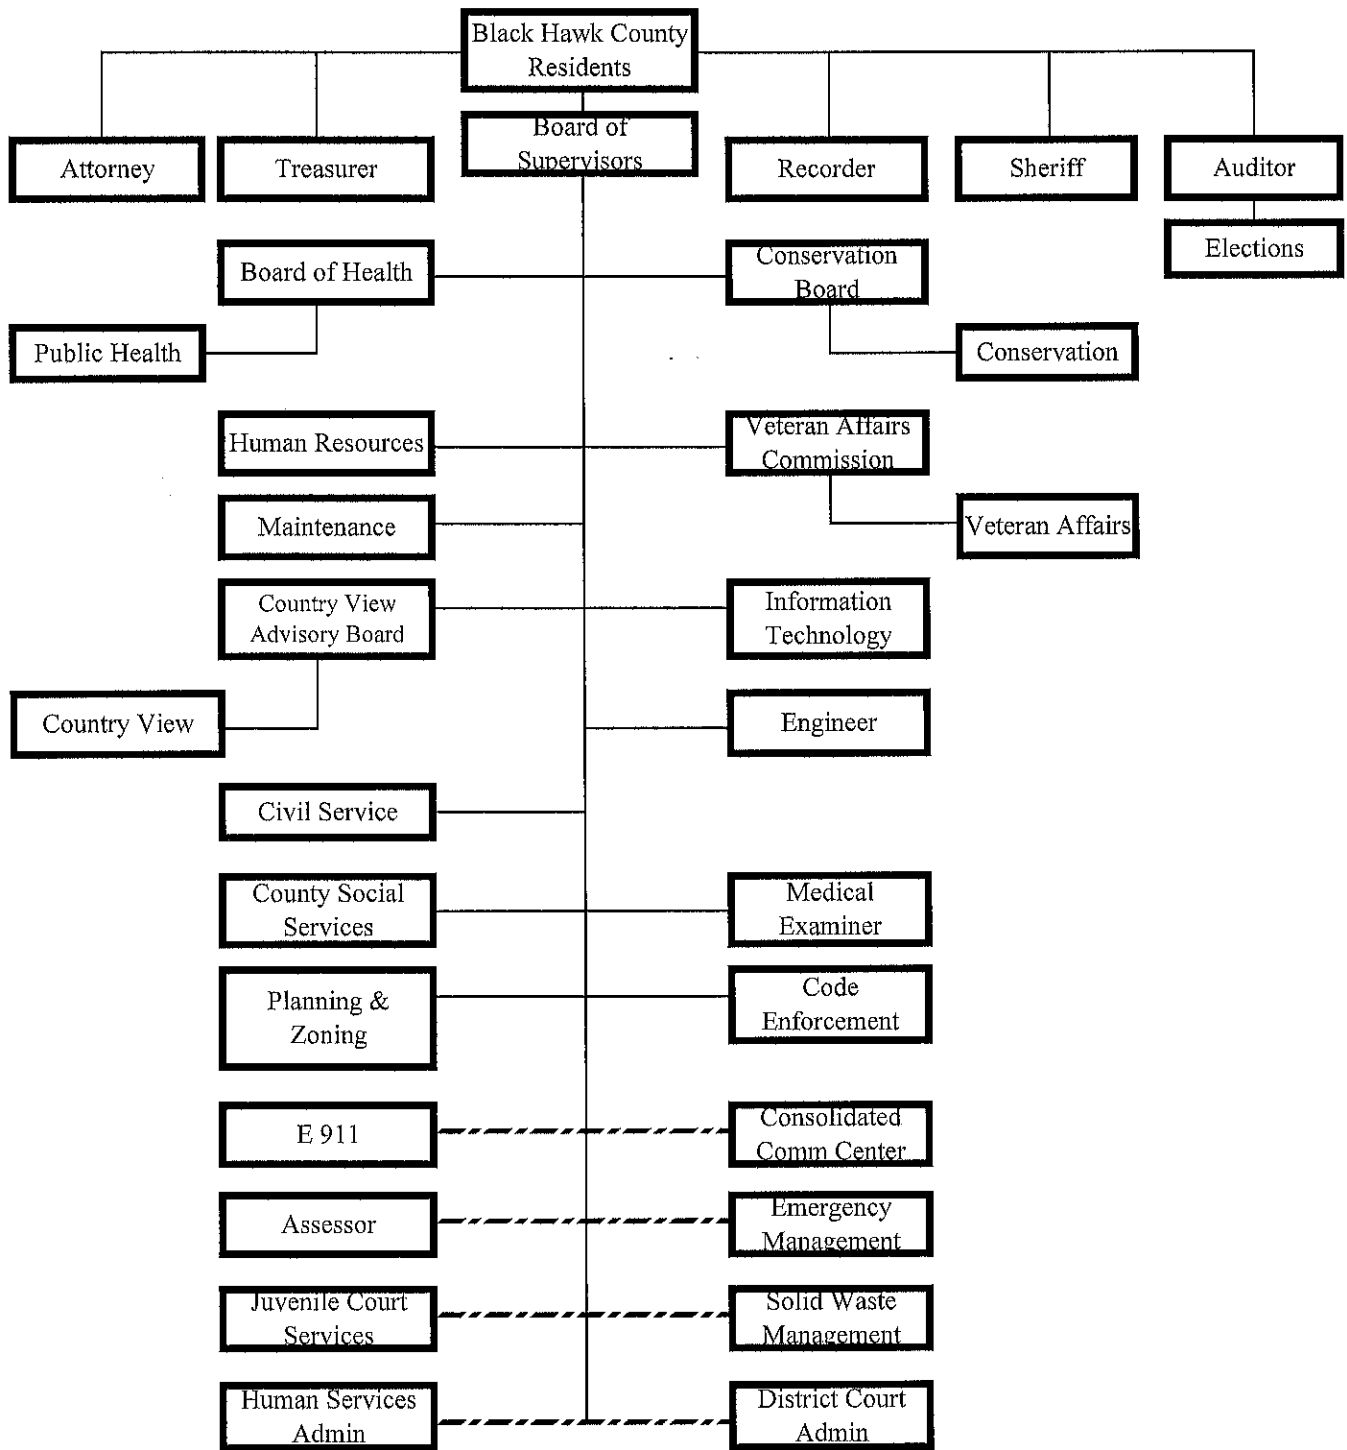 Black Hawk County
Residents
Board of
Supervisors
Attorney
Treasurer
Recorder
Sheriff
Auditor
Elections
Board of Health
Conservation
Board
Public Health
Conservation
Human Resources
Veteran Affairs
Commission
Maintenance
Veteran Affairs
Country View
Advisory Board
Information
Technology
Country View
Engineer
Civil Service
County Social
Services
Medical
Examiner
Planning &
Zoning
Code
Enforcement
E 911
Consolidated
Comm Center
Assessor
Emergency
Management
Juvenile Court
Services
Solid Waste
Management
Human Services
Admin
District Court
Admin